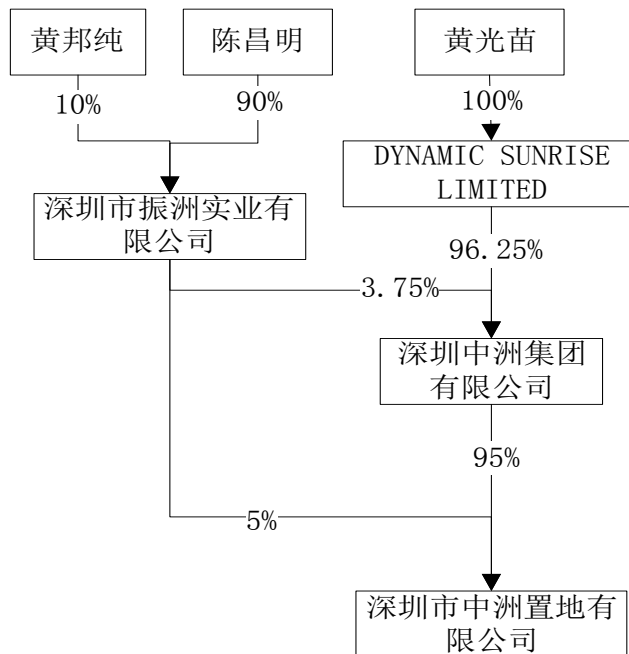 黄邦纯
陈昌明
黄光苗
10%
90%
100%
DYNAMIC SUNRISE
LIMITED
深圳市振洲实业有
限公司
96.25%
3.75%
深圳中洲集团
有限公司
95%
5%
深圳市中洲置地有
限公司